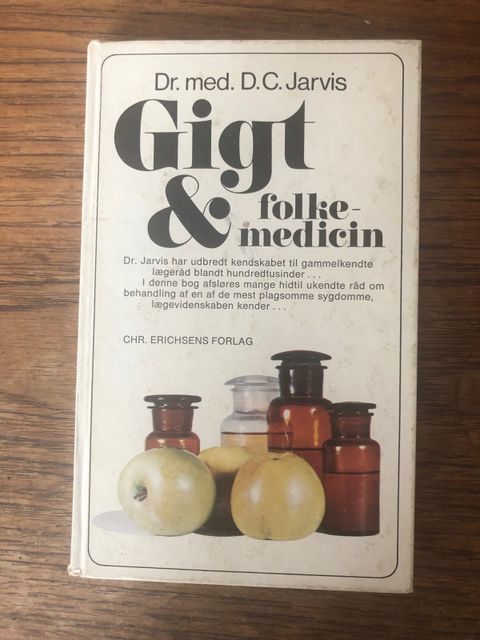 Dr. med. D.C. Jarvis
Gigt
& folke-
medicin
Dr. Jarvis har udbredt kendskabet til gammelkendte
lægeråd blandt hundredtusinder . . .
I denne bog afsløres mange hidtil ukendte råd om
behandling af en af de mest plagsomme sygdomme,
lægevidenskaben kender . . .
CHR. ERICHSENS FORLAG